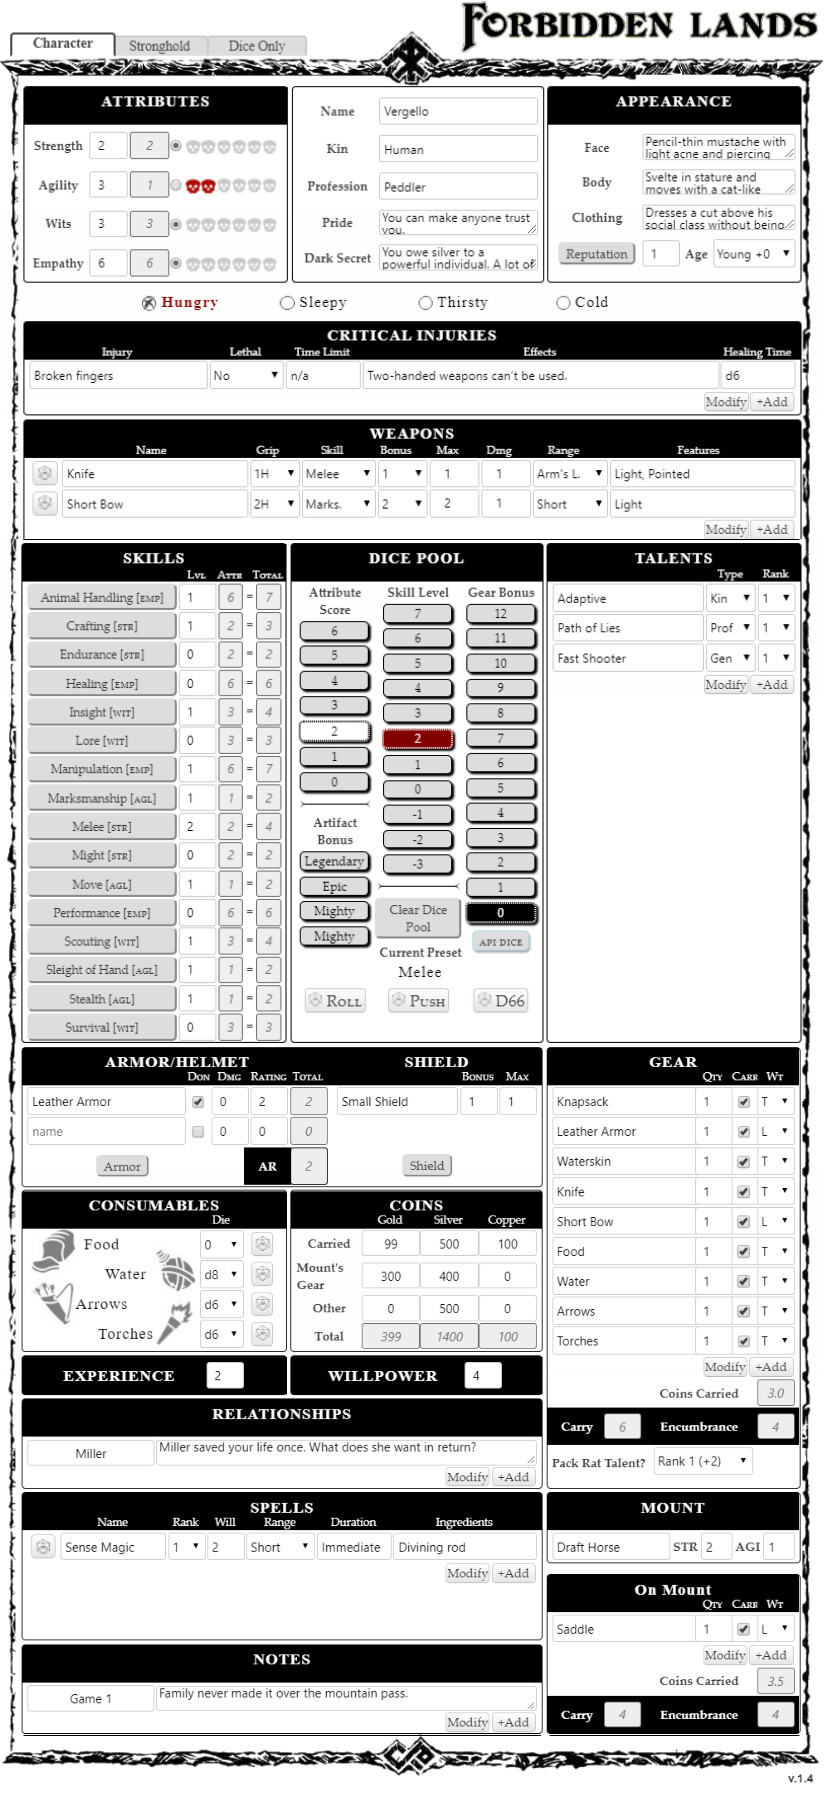 FORBIDDEN LANDS
Character Stronghold Dice Only
ATTRIBUTES
Strength 2 2
Agility 3 1
Wits 3 3
Empathy 6 6
Name Vergello
Kin Human
Profession Peddler
Pride You can make anyone trust
you.
Dark Secret You owe silver to a
powerful individual. A lot of
APPEARANCE
Face Pencil-thin mustache with
light acne and piercing
Body Svelte in stature and
moves with a cat-like
Clothing Dresses a cut above his
social class without being
Reputation 1 Age Young +0
Hungry Sleepy Thirsty Cold
CRITICAL INJURIES
Injury Lethal Time Limit Effects Healing Time
Broken fingers No n/a Two-handed weapons can't be used. d6
Modify +Add
WEAPONS
Name Grip Skill Bonus Max Dmg Range Features
Knife 1H Melee 1 1 1 Arm's L. Light, Pointed
Short Bow 2H Marks. 2 2 1 Short Light
Modify +Add
SKILLS
Lvl Attr Total
Animal Handling [EMP] 1 6 = 7
Crafting [STR] 1 2 = 3
Endurance [STR] 0 2 = 2
Healing [EMP] 0 6 = 6
Insight [WIT] 1 3 = 4
Lore [WIT] 0 3 = 3
Manipulation [EMP] 1 6 = 7
Marksmanship [AGL] 1 1 = 2
Melee [STR] 2 2 = 4
Might [STR] 0 2 = 2
Move [AGL] 1 1 = 2
Performance [EMP] 0 6 = 6
Scouting [WIT] 1 3 = 4
Sleight of Hand [AGL] 1 1 = 2
Stealth [AGL] 1 1 = 2
Survival [WIT] 0 3 = 3
DICE POOL
Attribute
Score
6
5
4
3
2
1
0
Artifact
Bonus
Legendary
Epic
Mighty
Mighty
Skill Level
7
6
5
4
3
2
1
0
-1
-2
-3
Clear Dice
Pool
Gear Bonus
12
11
10
9
8
7
6
5
4
3
2
1
0
API DICE
Current Preset
Melee
Roll Push D66
TALENTS
Type Rank
Adaptive Kin 1
Path of Lies Prof 1
Fast Shooter Gen 1
Modify +Add
ARMOR/HELMET
Don Dmg Rating Total
Leather Armor 0 2 2
name 0 0 0
Armor AR 2
SHIELD
Bonus Max
Small Shield 1 1
Shield
GEAR
Qty Carr Wt
Knapsack 1 T
Leather Armor 1 L
Waterskin 1 T
Knife 1 T
Short Bow 1 L
Food 1 T
Water 1 T
Arrows 1 T
Torches 1 T
Modify +Add
Coins Carried 3.0
Carry 6 Encumbrance 4
Pack Rat Talent? Rank 1 (+2)
CONSUMABLES
Die
Food 0
Water d8
Arrows d6
Torches d6
COINS
Gold Silver Copper
Carried 99 500 100
Mount's
Gear 300 400 0
Other 0 500 0
Total 399 1400 100
EXPERIENCE 2
WILLPOWER 4
RELATIONSHIPS
Miller Miller saved your life once. What does she want in return?
Modify +Add
SPELLS
Name Rank Will Range Duration Ingredients
Sense Magic 1 2 Short Immediate Divining rod
Modify +Add
MOUNT
Draft Horse STR 2 AGI 1
On Mount
Qty Carr Wt
Saddle 1 L
Modify +Add
Coins Carried 3.5
Carry 4 Encumbrance 4
NOTES
Game 1 Family never made it over the mountain pass.
Modify +Add
v.1.4